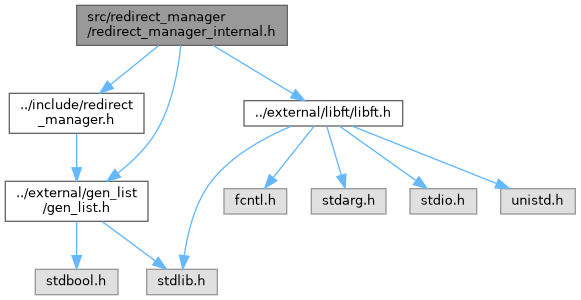 src/redirect_manager
/redirect_manager_internal.h
../include/redirect
_manager.h
../external/libft/libft.h
../external/gen_list
/gen_list.h
fcntl.h
stdarg.h
stdio.h
unistd.h
stdbool.h
stdlib.h